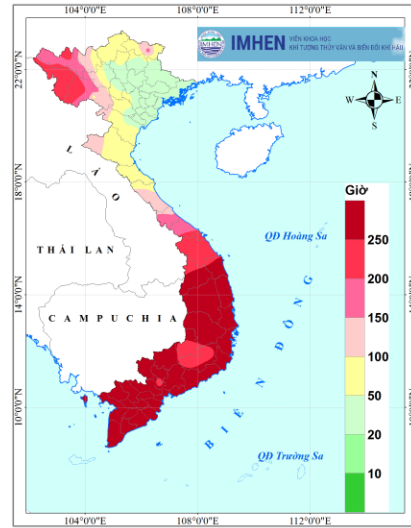 104°0'0"E 108°0'0"E 112°0'0"E
IMHEN
VIỆN KHOA HỌC
KHÍ TƯỢNG THỦY VĂN VÀ BIẾN ĐỔI KHÍ HẬU
22°0'0"N
N
W E
S
18°0'0"N
LÀO
Giờ
THÁI LAN
QĐ Hoàng Sa
250
200
14°0'0"N
CAMPUCHIA
150
100
BIỂN ĐÔNG
50
10°0'0"N
20
QĐ Trường Sa
10
104°0'0"E 108°0'0"E 112°0'0"E